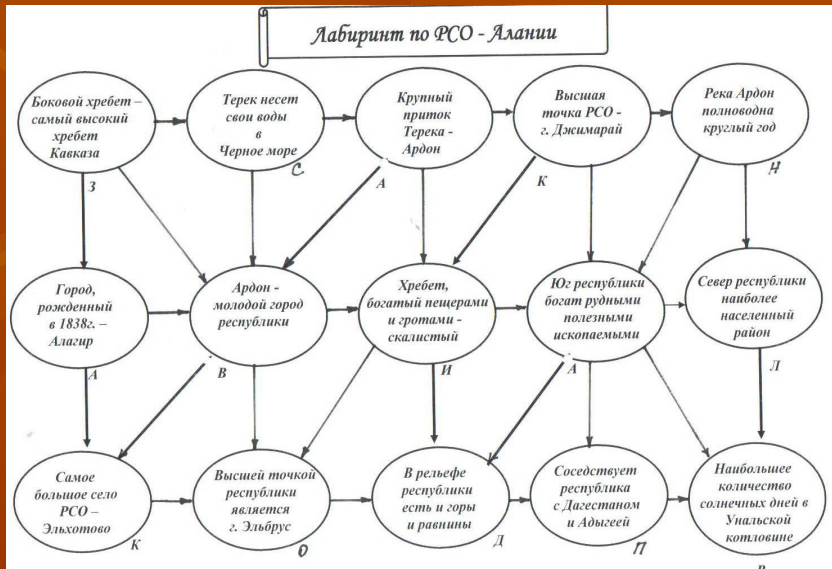 Лабиринт по РСО - Алании
Боковой хребет –
самый высокий
хребет
Кавказа
З
Терек несет
свои воды
в
Черное море
С
Крупный
приток
Терека -
Ардон
А
Высшая
точка РСО -
г. Джимарай
К
Река Ардон
полноводна
круглый год
Н
Город,
рожденный
в 1838г. –
Алагир
А
Ардон -
молодой город
республики
В
Хребет,
богатый пещерами
и гротами -
скалистый
И
Юг республики
богат рудными
полезными
ископаемыми
А
Север республики
наиболее
населенный
район
Л
Самое
большое село
РСО –
Эльхотово
К
Высшей точкой
республики
является
г. Эльбрус
О
В рельефе
республики
есть и горы
и равнины
Д
Соседствует
республика
с Дагестаном
и Адыгеей
П
Наибольшее
количество
солнечных дней в
Унальской
котловине